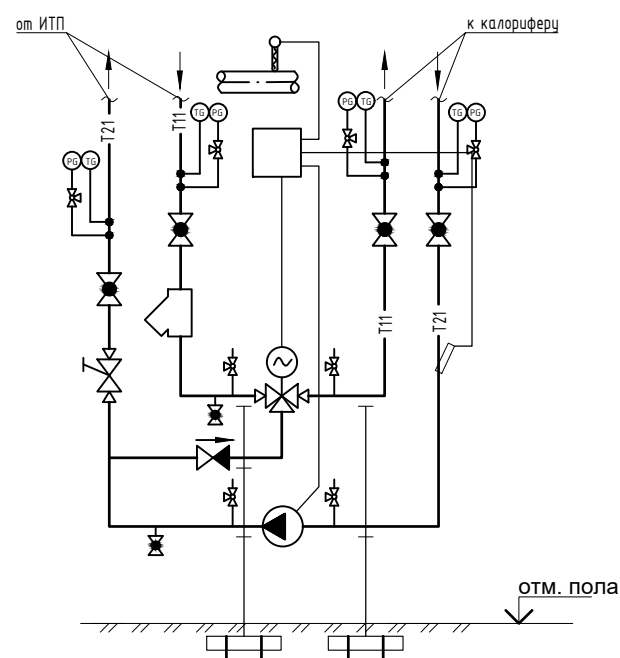 от ИТП
к калориферу
T21
T11
TG PG
PG TG
TG PG
PG TG
T11
T21
отм. пола